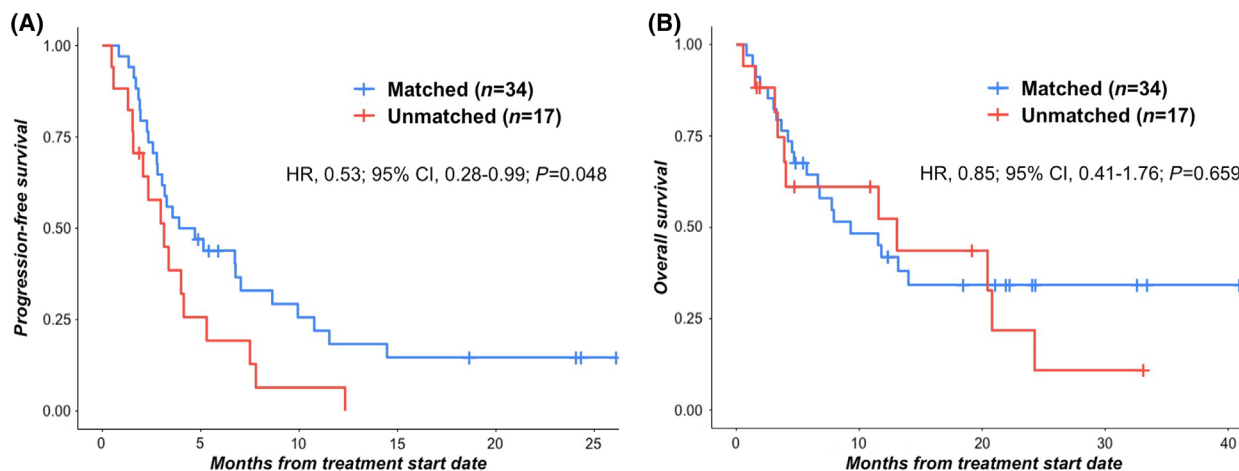 (A)
1.00
0.75
0.50
0.25
0.00
Progression-free survival
Matched (n=34)
Unmatched (n=17)
HR, 0.53; 95% CI, 0.28-0.99; P=0.048
0 5 10 15 20 25
Months from treatment start date
(B)
1.00
0.75
0.50
0.25
0.00
Overall survival
Matched (n=34)
Unmatched (n=17)
HR, 0.85; 95% CI, 0.41-1.76; P=0.659
0 10 20 30 40
Months from treatment start date